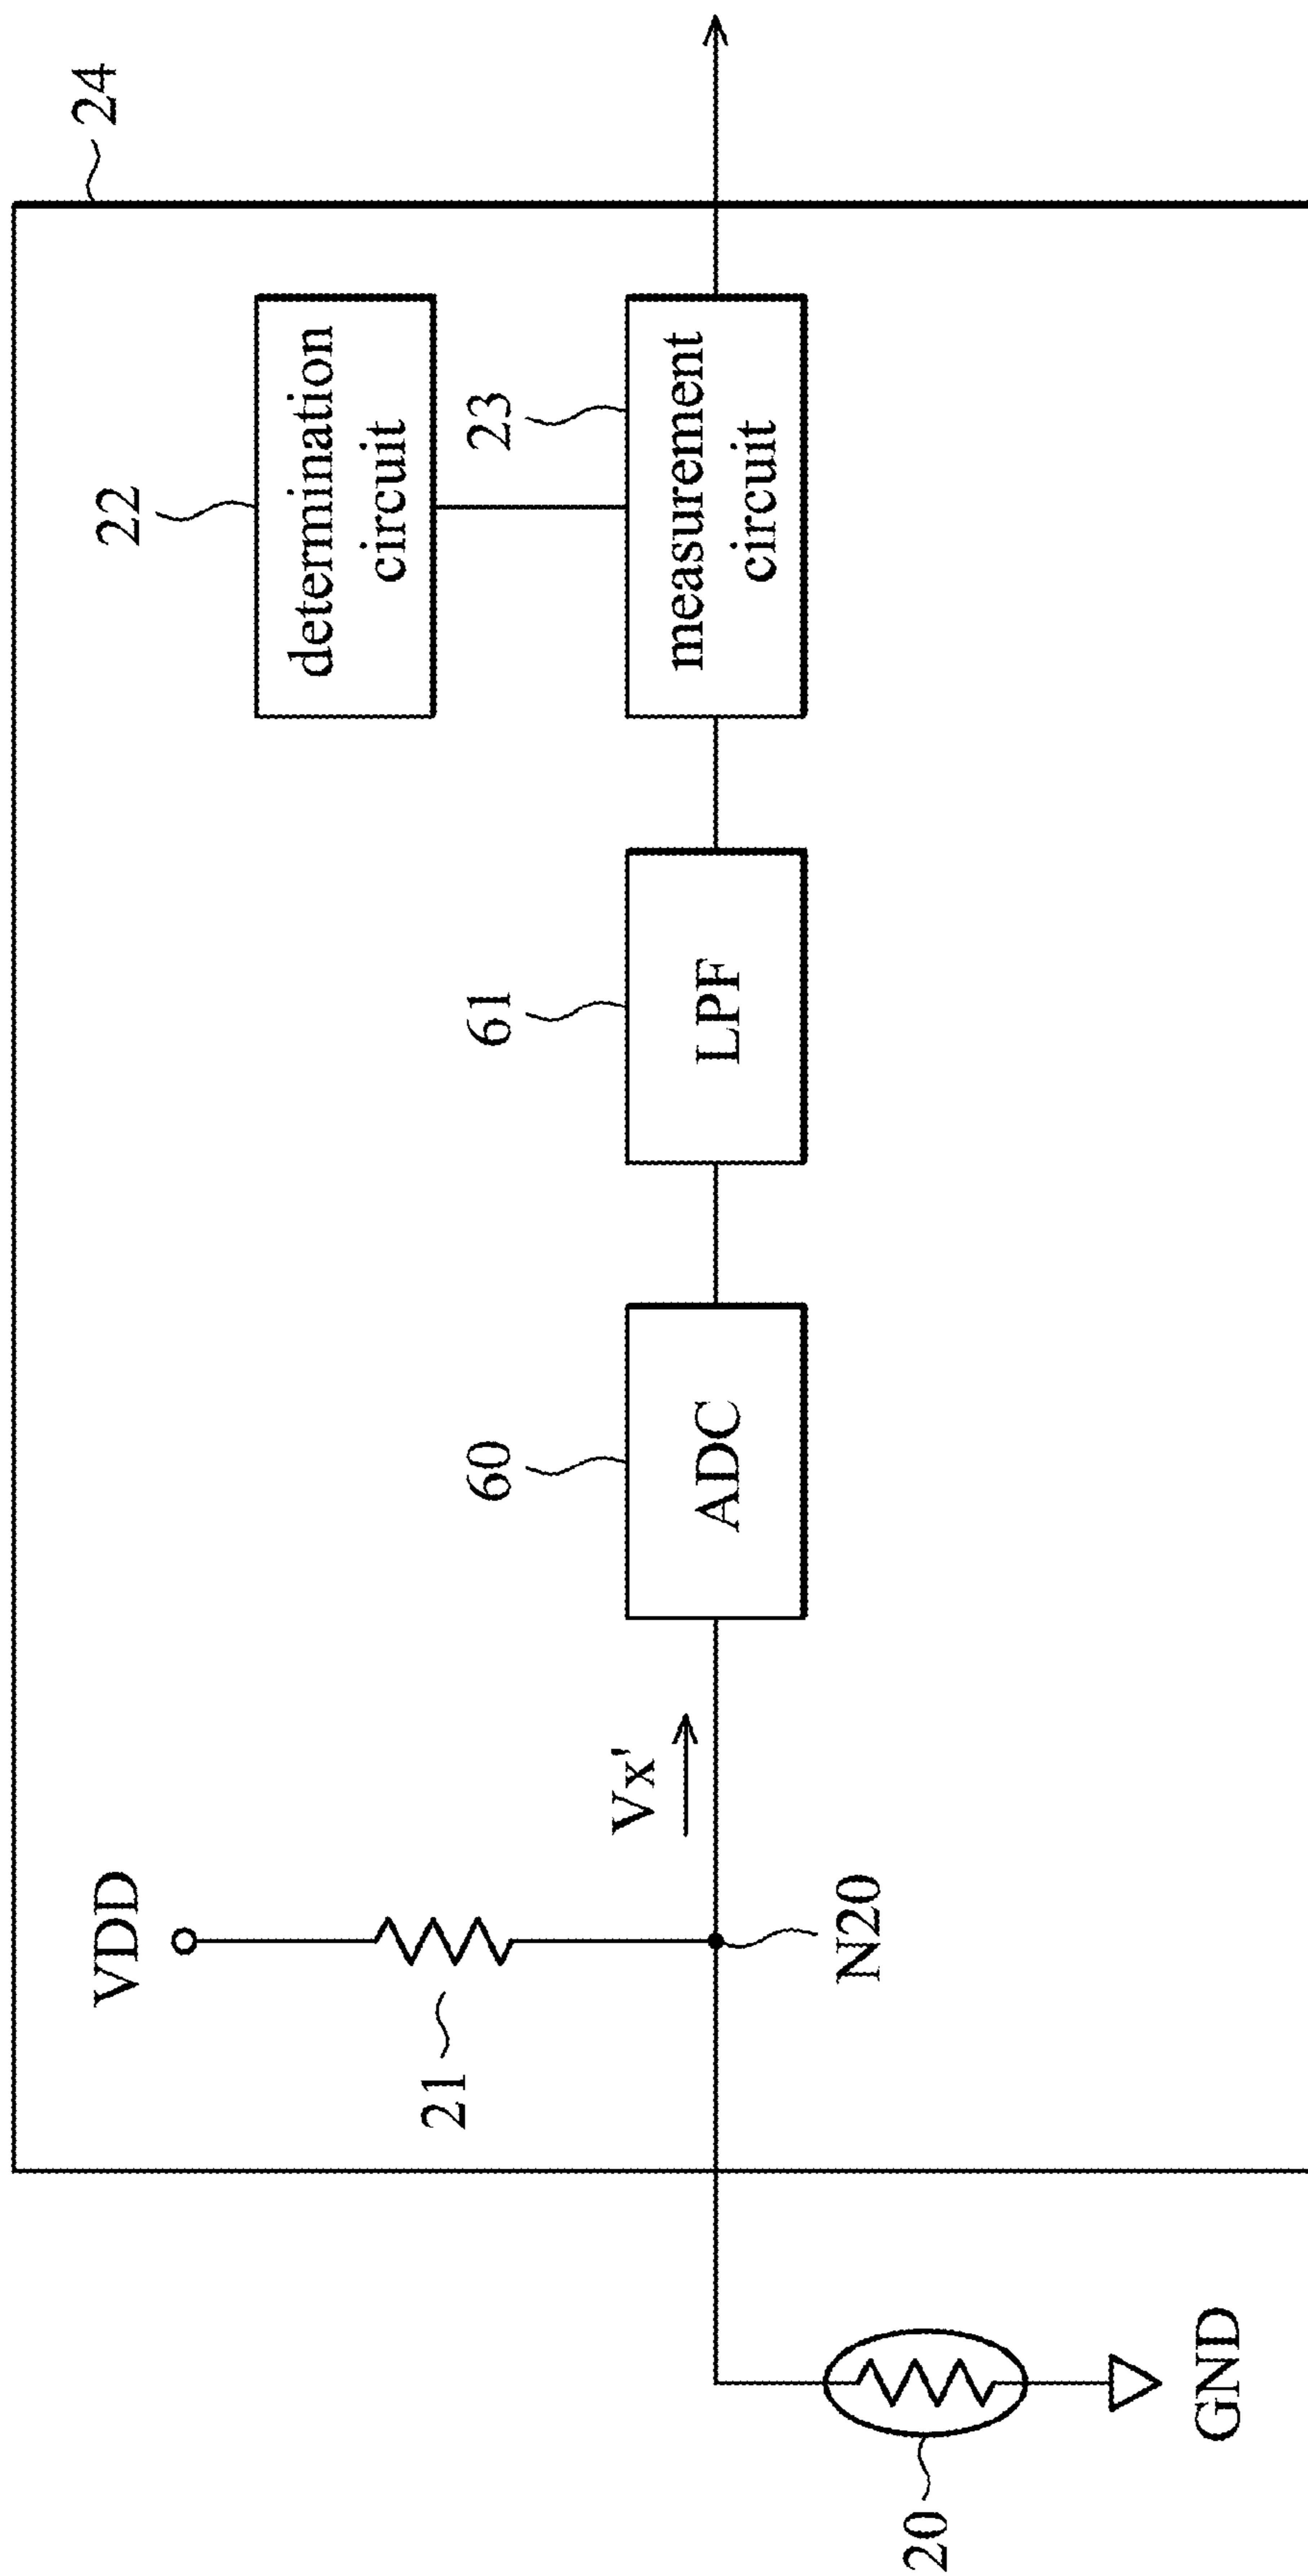 24
VDD
22
determination
circuit
21
Vx'
60
61
23
ADC
LPF
measurement
circuit
N20
20
GND